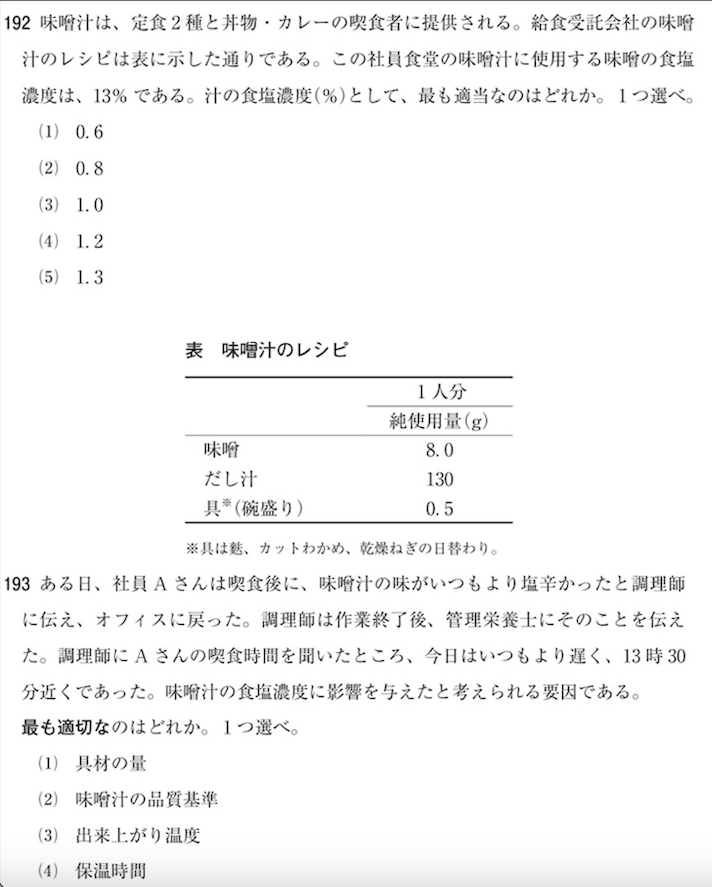 192 味噌汁は、定食2種と丼物・カレーの喫食者に提供される。給食受託会社の味噌
汁のレシピは表に示した通りである。この社員食堂の味噌汁に使用する味噌の食塩
濃度は、13%である。汁の食塩濃度(%)として、最も適当なのはどれか。1つ選べ。
(1) 0.6
(2) 0.8
(3) 1.0
(4) 1.2
(5) 1.3
表 味噌汁のレシピ
1人分
純使用量(g)
味噌 8.0
だし汁 130
具※(碗盛り) 0.5
※具は麩、カットわかめ、乾燥ねぎの日替わり。
193 ある日、社員Aさんは喫食後に、味噌汁の味がいつもより塩辛かったと調理師
に伝え、オフィスに戻った。調理師は作業終了後、管理栄養士にそのことを伝え
た。調理師にAさんの喫食時間を聞いたところ、今日はいつもより遅く、13時30
分近くであった。味噌汁の食塩濃度に影響を与えたと考えられる要因である。
最も適切なのはどれか。1つ選べ。
(1) 具材の量
(2) 味噌汁の品質基準
(3) 出来上がり温度
(4) 保温時間